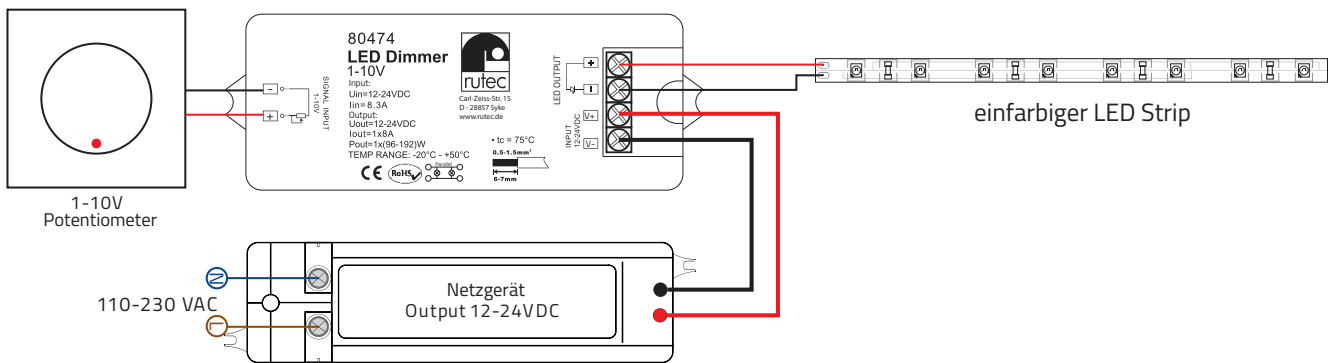 1-10V
Potentiometer
SIGNAL INPUT
1-10V
-
+
80474
LED Dimmer
1-10V
Input:
Uin=12-24VDC
Iin= 8.3A
Output:
Uout=12-24VDC
Iout=1x8A
Pout=1x(96-192)W
TEMP RANGE: -20°C - +50°C
CE
RoHS
Parallel
rutec
Carl-Zeiss-Str. 15
D - 28857 Syke
www.rutec.de
• tc = 75°C
0.5-1.5mm²
6-7mm
LED OUTPUT
+
-
INPUT
12-24VDC
V+
V-
einfarbiger LED Strip
N
110-230 VAC
L
Netzgerät
Output 12-24VDC